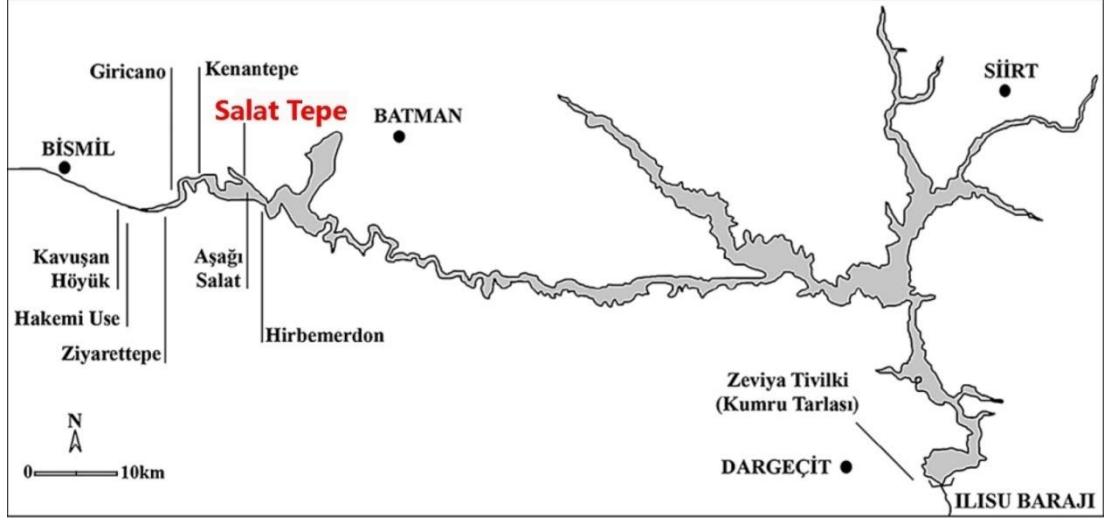 Giricano
Kenantepe
Salat Tepe
BATMAN
SİİRT
BİSMİL
Kavuşan
Höyük
Aşağı
Salat
Hakemi Use
Ziyarettepe
Hirbemerdon
Zeviya Tivilki
(Kumru Tarlası)
N
0
10km
DARGEÇİT
ILISU BARAJI